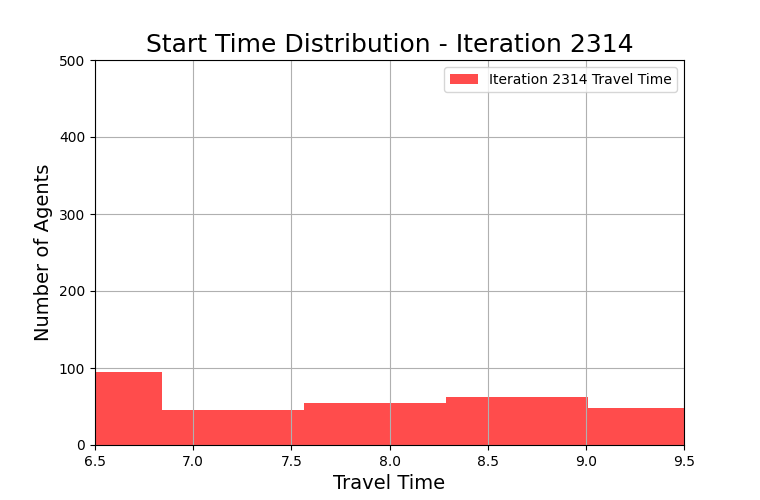 Start Time Distribution - Iteration 2314
Iteration 2314 Travel Time
Number of Agents
500
400
300
200
100
0
6.5 7.0 7.5 8.0 8.5 9.0 9.5
Travel Time